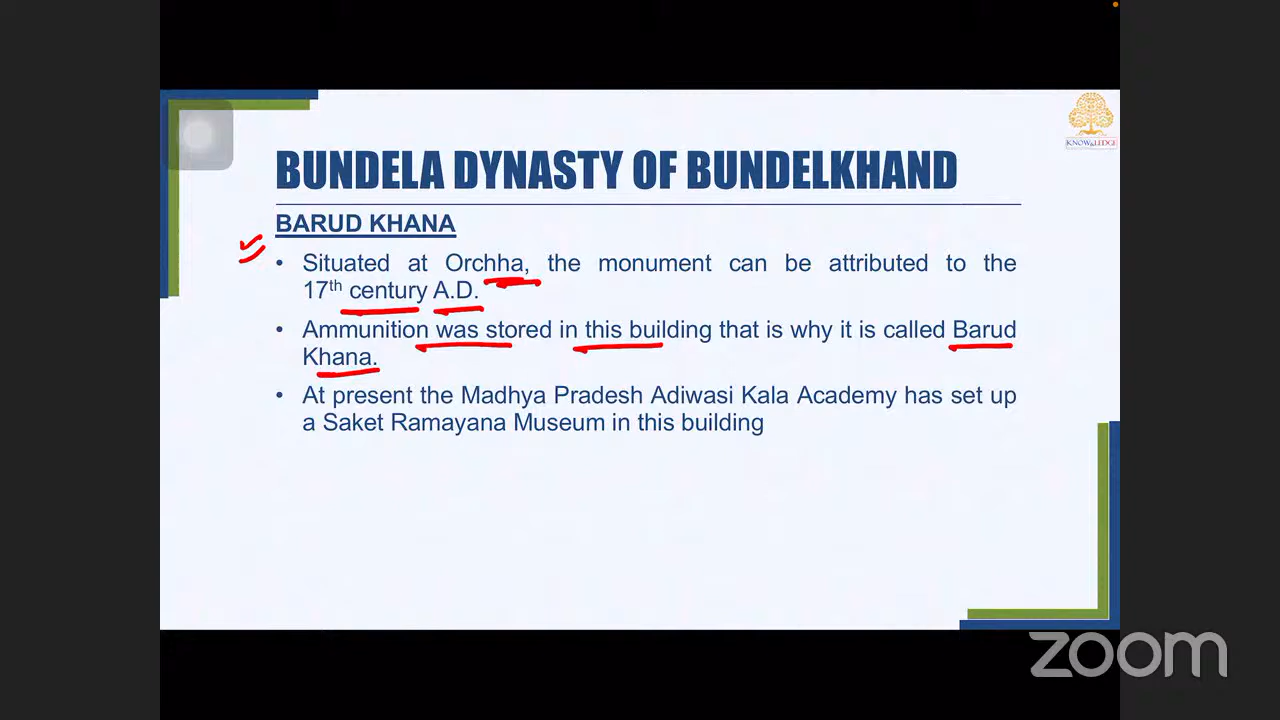 KNOWLEDGE
BUNDELA DYNASTY OF BUNDELKHAND
BARUD KHANA
• Situated at Orchha, the monument can be attributed to the
17th century A.D.
• Ammunition was stored in this building that is why it is called Barud
Khana.
• At present the Madhya Pradesh Adiwasi Kala Academy has set up
a Saket Ramayana Museum in this building
zoom